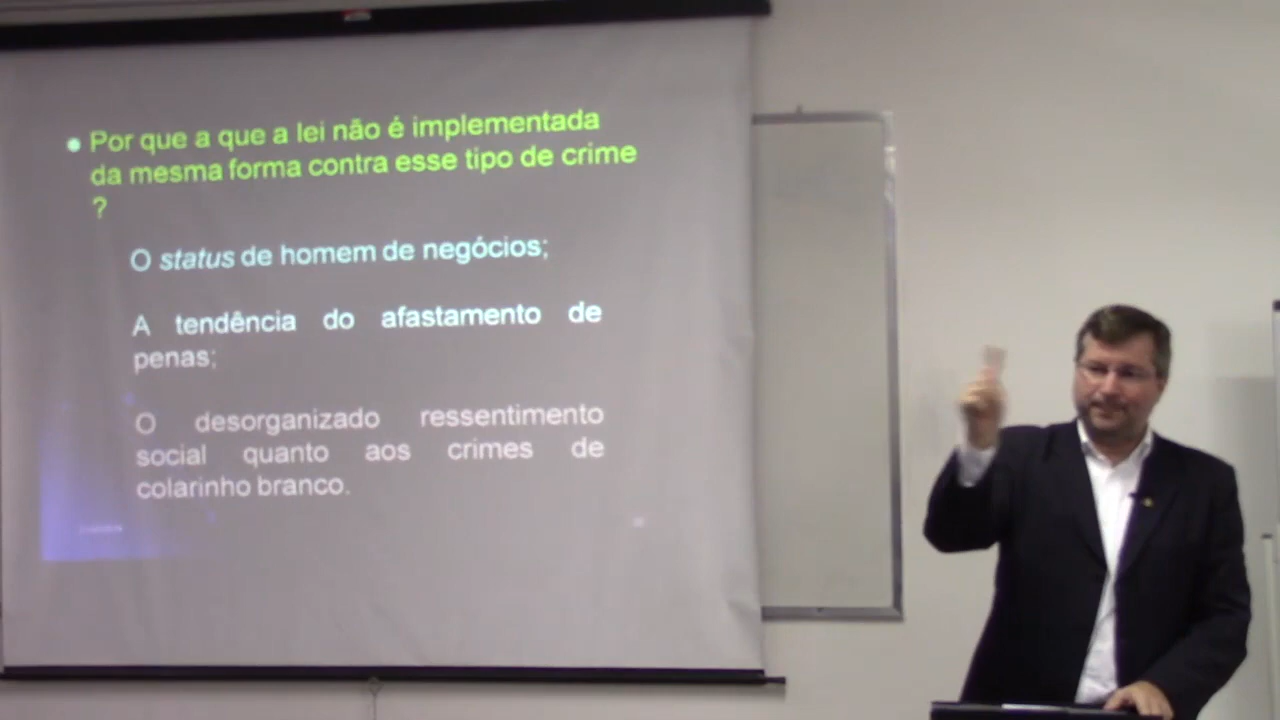 Por que a que a lei não é implementada
da mesma forma contra esse tipo de crime
?
O status de homem de negócios;
A tendência do afastamento de
penas;
O desorganizado ressentimento
social quanto aos crimes de
colarinho branco.